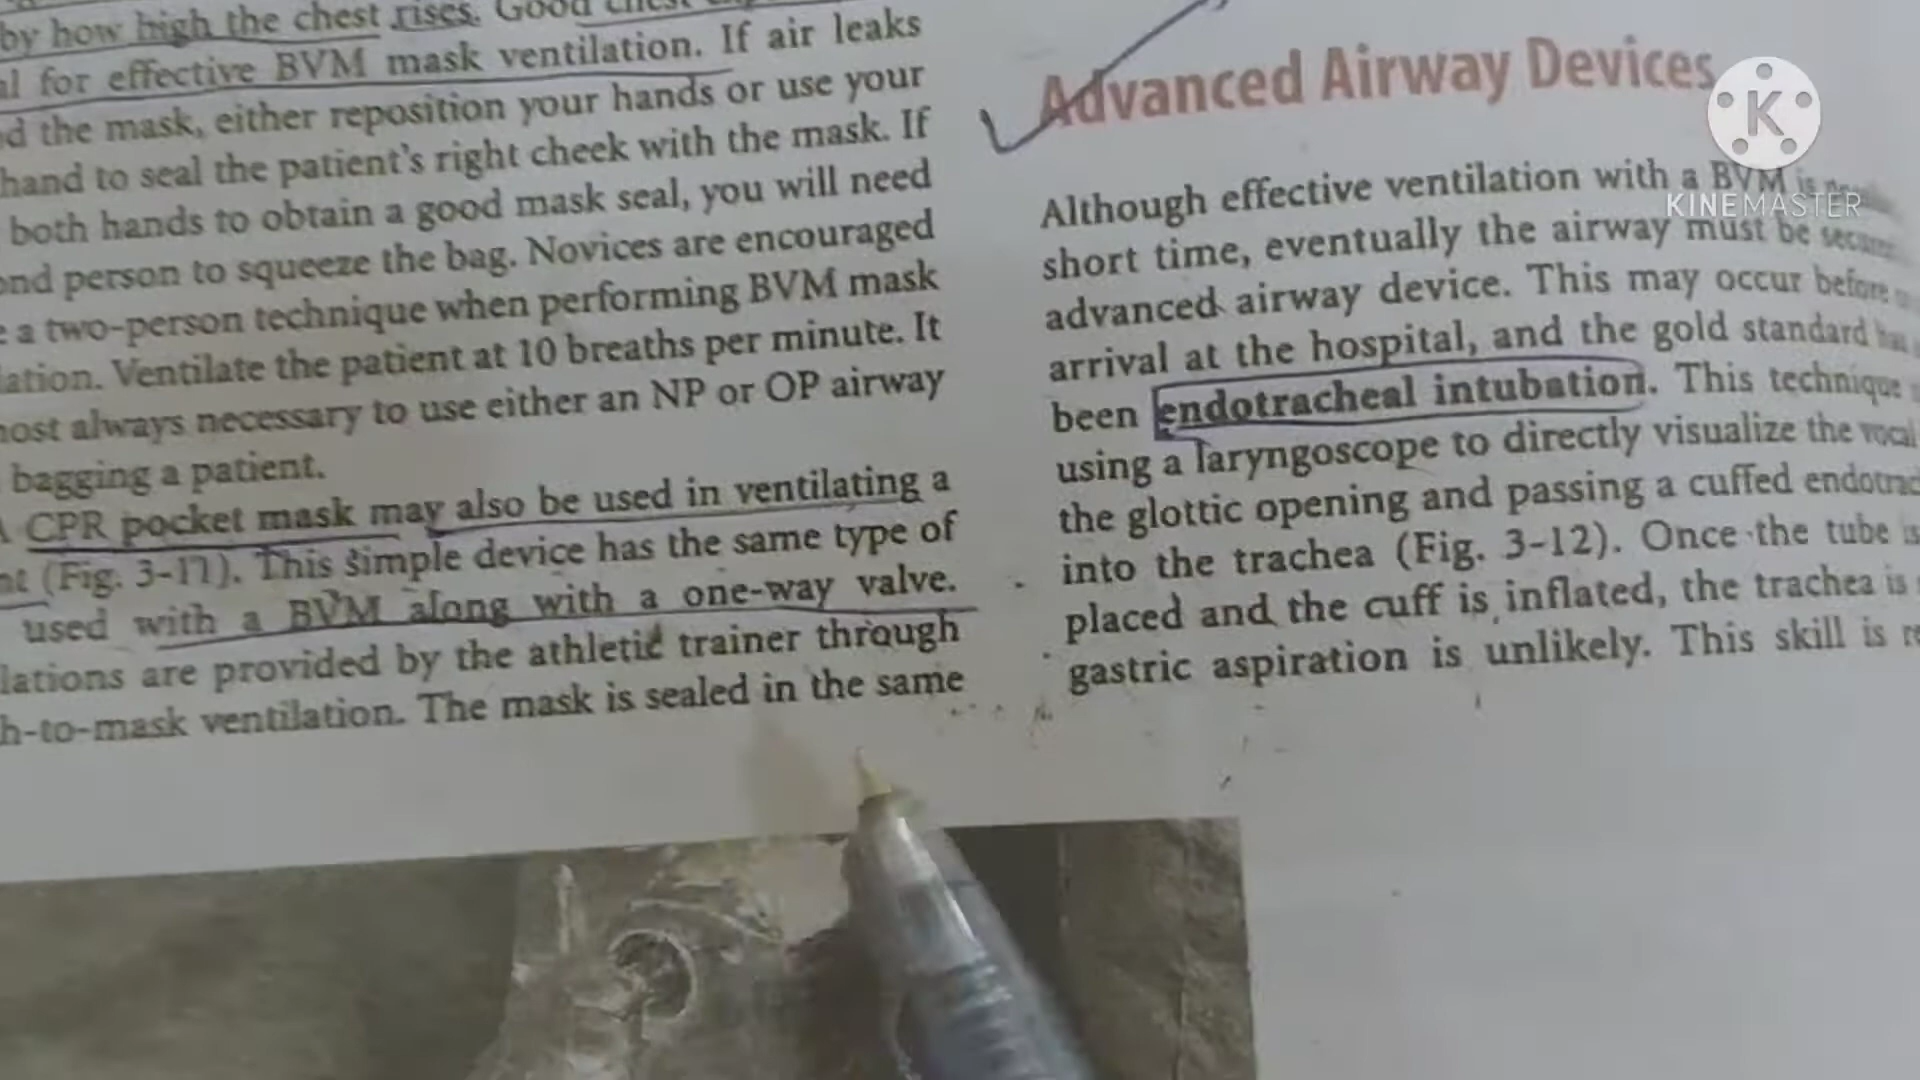 by how high the chest rises. Good
al for effective BVM mask ventilation. If air leaks
d the mask, either reposition your hands or use your
hand to seal the patient's right cheek with the mask. If
both hands to obtain a good mask seal, you will need
ond person to squeeze the bag. Novices are encouraged
e a two-person technique when performing BVM mask
lation. Ventilate the patient at 10 breaths per minute. It
most always necessary to use either an NP or OP airway
bagging a patient.
A CPR pocket mask may also be used in ventilating a
nt (Fig. 3-11). This simple device has the same type of
used with a BVM along with a one-way valve.
lations are provided by the athletic trainer through
h-to-mask ventilation. The mask is sealed in the same
Advanced Airway Devices
Although effective ventilation with a BVM is
short time, eventually the airway must be
advanced airway device. This may occur before
arrival at the hospital, and the gold standard
been endotracheal intubation. This technique
using a laryngoscope to directly visualize the vocal
the glottic opening and passing a cuffed endotrac
into the trachea (Fig. 3-12). Once the tube is
placed and the cuff is inflated, the trachea is
gastric aspiration is unlikely. This skill is
K
KINEMASTER